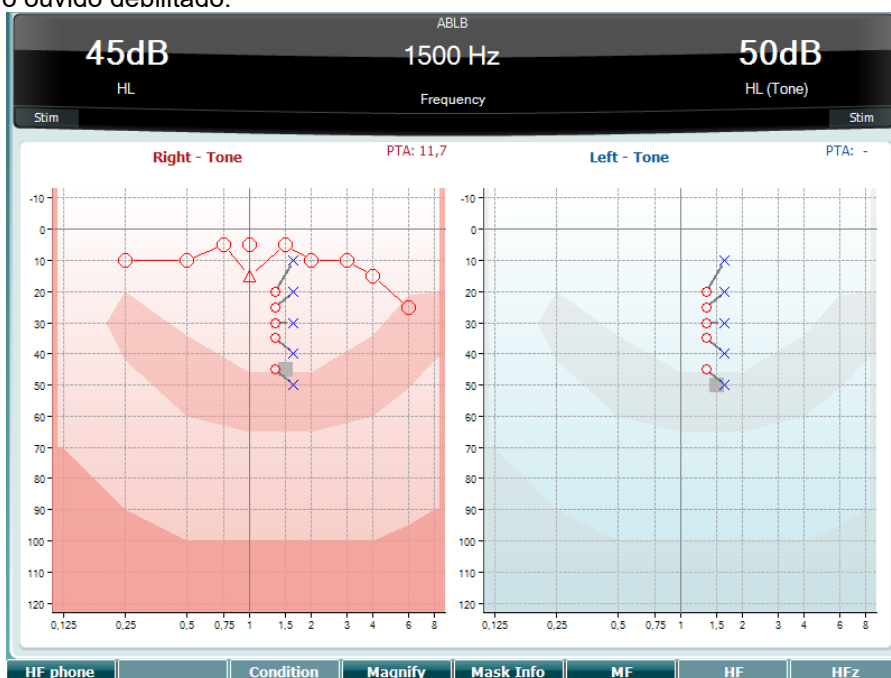 o ouvido debilitado.
ABLB
45dB 1500 Hz 50dB
HL Frequency HL (Tone)
Stim Stim
Right - Tone PTA: 11,7 Left - Tone PTA: -
-10 -10
0 0
10 10
20 20
30 30
40 40
50 50
60 60
70 70
80 80
90 90
100 100
110 110
120 120
0,125 0,25 0,5 0,75 1 1,5 2 3 4 6 8 0,125 0,25 0,5 0,75 1 1,5 2 3 4 6 8
HF phone Condition Magnify Mask Info MF HF HFz